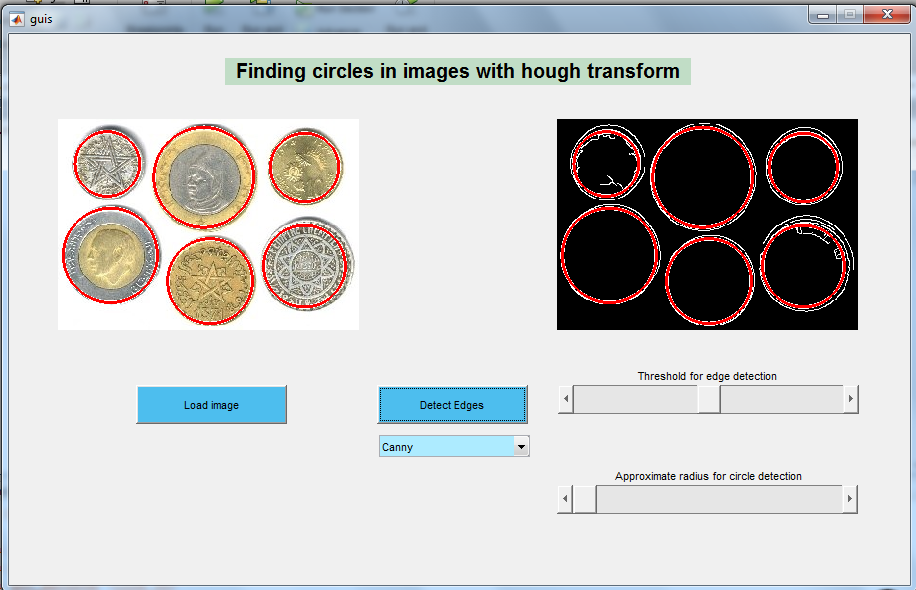 guis
Finding circles in images with hough transform
Threshold for edge detection
Load image
Detect Edges
Canny
Approximate radius for circle detection